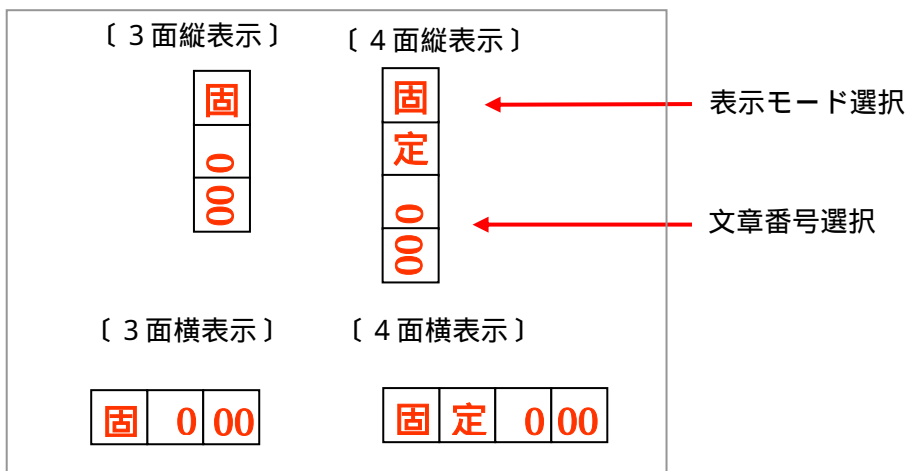 〔３面縦表示〕
〔４面縦表示〕
固
0
00
固
定
0
00
表示モード選択
文章番号選択
〔３面横表示〕
〔４面横表示〕
固 0 00
固 定 0 00